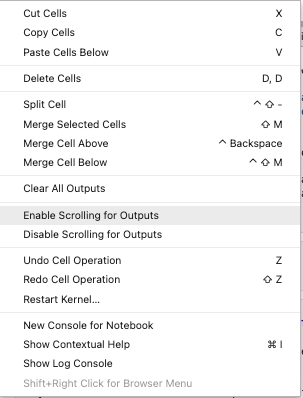 Cut Cells X
Copy Cells C
Paste Cells Below V
Delete Cells D, D
Split Cell ^ ⇧ -
Merge Selected Cells ⇧ M
Merge Cell Above ^ Backspace
Merge Cell Below ^ ⇧ M
Clear All Outputs
Enable Scrolling for Outputs
Disable Scrolling for Outputs
Undo Cell Operation Z
Redo Cell Operation ⇧ Z
Restart Kernel...
New Console for Notebook
Show Contextual Help ⌘ I
Show Log Console
Shift+Right Click for Browser Menu